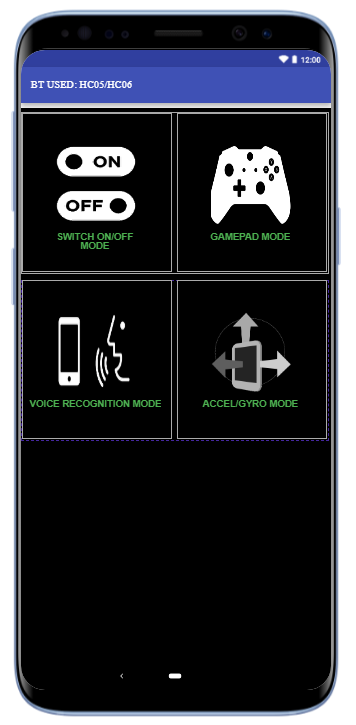 12:00
BT USED: HC05/HC06
ON
OFF
SWITCH ON/OFF
MODE
GAMEPAD MODE
VOICE RECOGNITION MODE
ACCEL/GYRO MODE